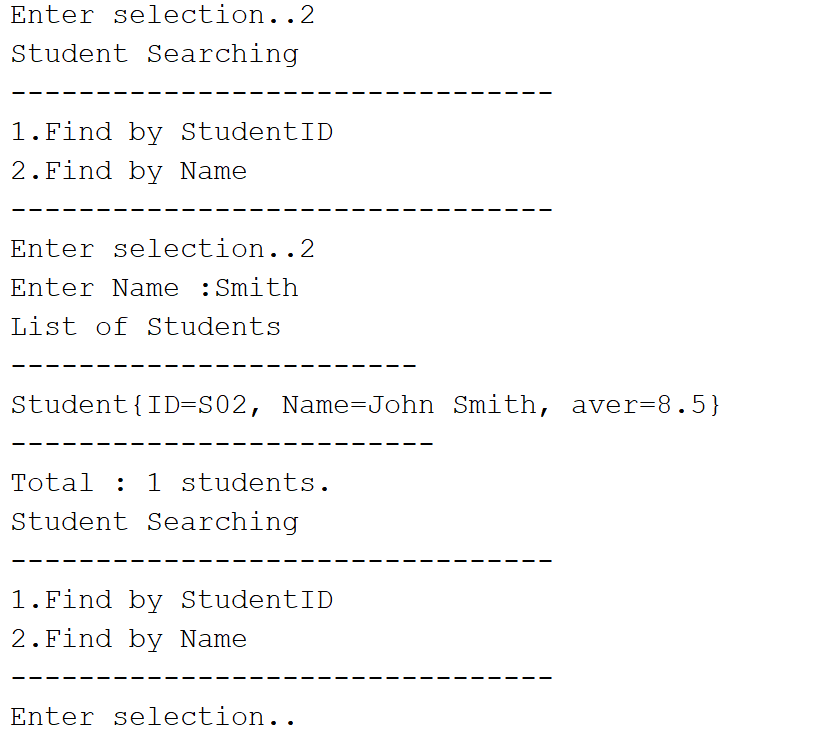 Enter selection..2
Student Searching
--------------------------------
1.Find by StudentID
2.Find by Name
--------------------------------
Enter selection..2
Enter Name :Smith
List of Students
------------------------
Student{ID=S02, Name=John Smith, aver=8.5}
-------------------------
Total : 1 students.
Student Searching
--------------------------------
1.Find by StudentID
2.Find by Name
--------------------------------
Enter selection..